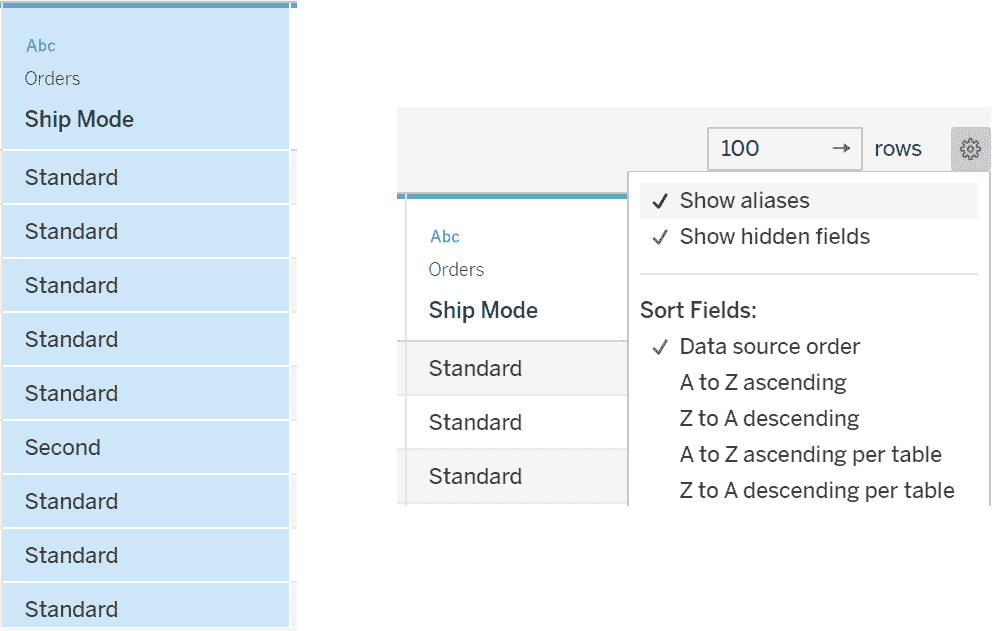 Abc
Orders
Ship Mode
Standard
Standard
Standard
Standard
Standard
Second
Standard
Standard
Standard
100 → rows
✓ Show aliases
✓ Show hidden fields
Sort Fields:
✓ Data source order
A to Z ascending
Z to A descending
A to Z ascending per table
Z to A descending per table
Abc
Orders
Ship Mode
Standard
Standard
Standard